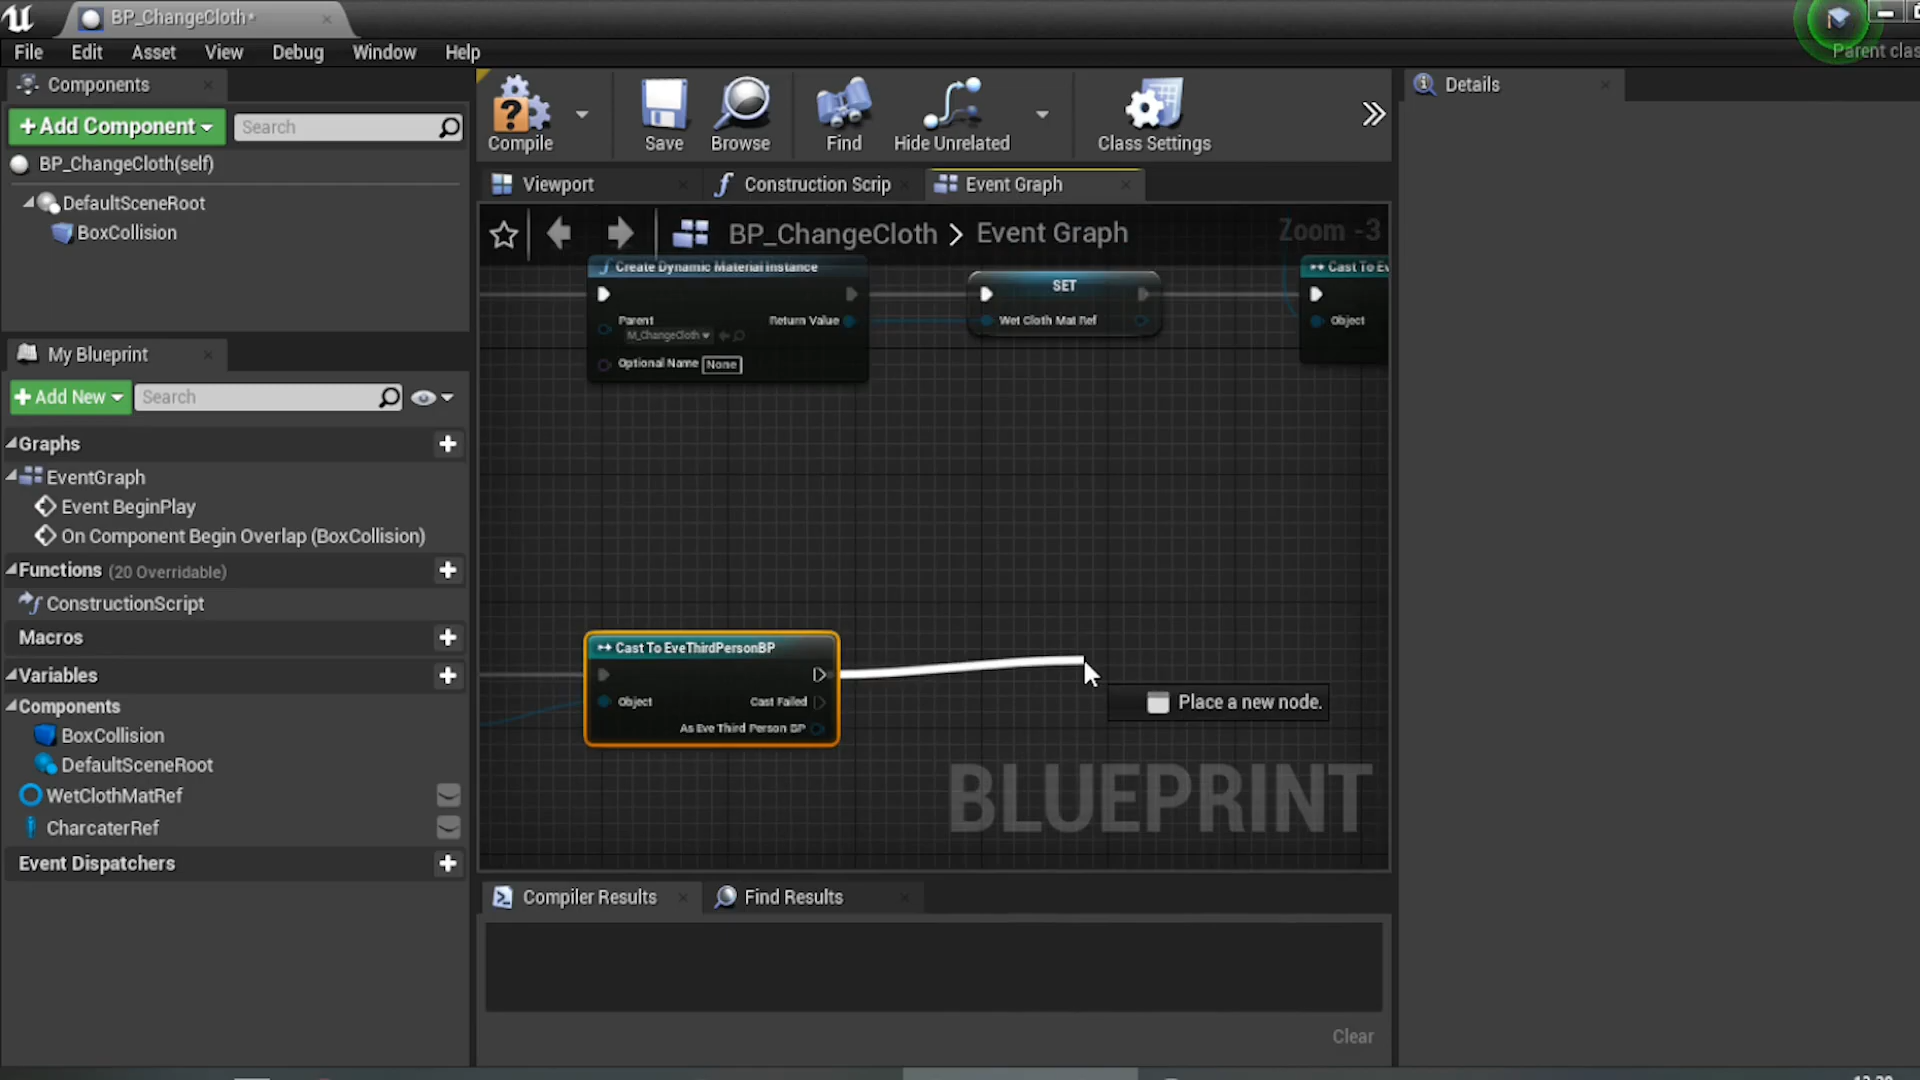 BP_ChangeCloth*
File Edit Asset View Debug Window Help
Parent clas
Components
+Add Component
Search
BP_ChangeCloth(self)
DefaultSceneRoot
BoxCollision
My Blueprint
+Add New
Search
Graphs
EventGraph
Event BeginPlay
On Component Begin Overlap (BoxCollision)
Functions (20 Overridable)
ConstructionScript
Macros
Variables
Components
BoxCollision
DefaultSceneRoot
WetClothMatRef
CharcaterRef
Event Dispatchers
Compile
Save
Browse
Find
Hide Unrelated
Class Settings
Viewport
Construction Scrip
Event Graph
BP_ChangeCloth > Event Graph
Zoom -3
Create Dynamic Material Instance
Parent
M_ChangeCloth
Return Value
Optional Name None
SET
Wet Cloth Mat Ref
Cast To Ev
Object
Cast To EveThirdPersonBP
Object
Cast Failed
As Eve Third Person BP
Place a new node.
BLUEPRINT
Compiler Results
Find Results
Clear
Details